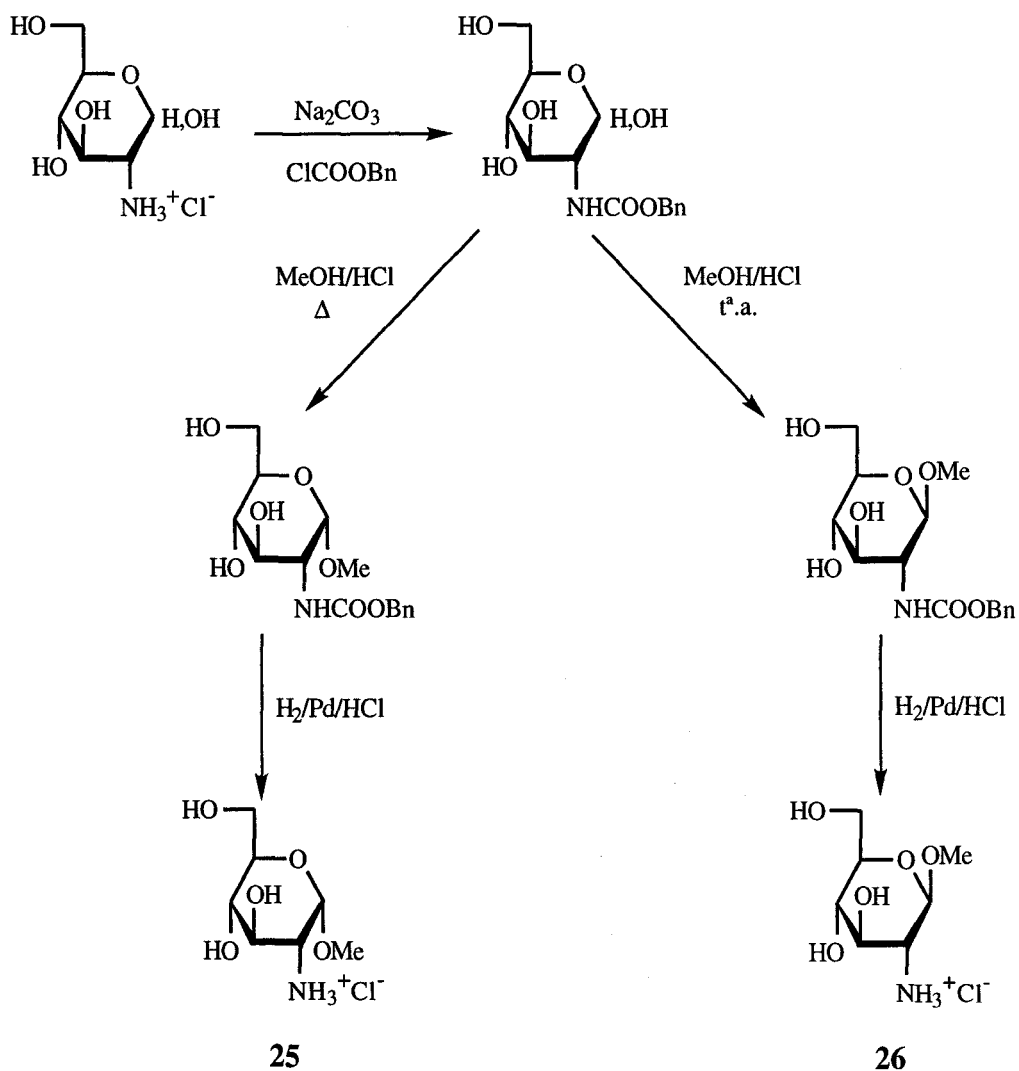 HO
O
OH
H,OH
HO
NH₃⁺Cl⁻
Na₂CO₃
ClCOOBn
HO
O
OH
H,OH
HO
NHCOOBn
MeOH/HCl
Δ
MeOH/HCl
tª.a.
HO
O
OH
HO
OMe
NHCOOBn
HO
O
OMe
OH
HO
NHCOOBn
H₂/Pd/HCl
H₂/Pd/HCl
HO
O
OH
HO
OMe
NH₃⁺Cl⁻
HO
O
OMe
OH
HO
NH₃⁺Cl⁻
25
26